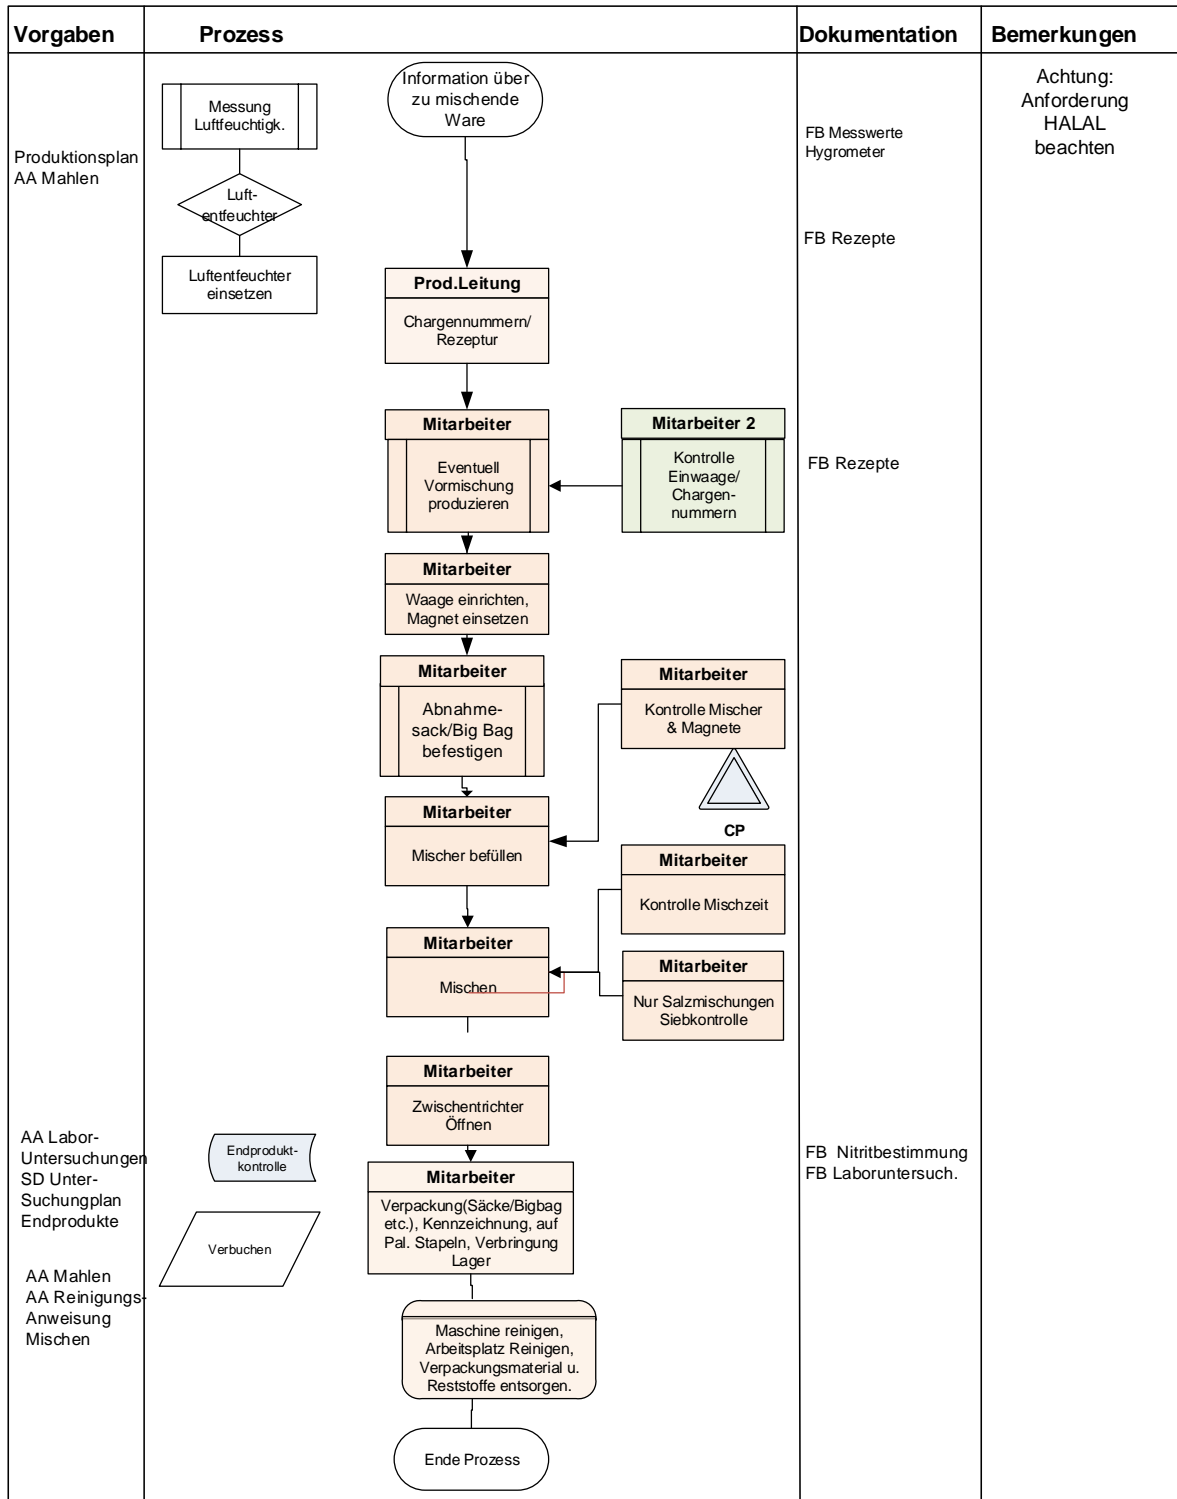 Vorgaben
Prozess
Dokumentation
Bemerkungen
Information über
zu mischende
Ware
Messung
Luftfeuchtigk.
Luft-
entfeuchter
Luftentfeuchter
einsetzen
Produktionsplan
AA Mahlen
FB Messwerte
Hygrometer
FB Rezepte
Achtung:
Anforderung
HALAL
beachten
Prod.Leitung
Chargennummern/
Rezeptur
Mitarbeiter
Eventuell
Vormischung
produzieren
Mitarbeiter 2
Kontrolle
Einwaage/
Chargen-
nummern
FB Rezepte
Mitarbeiter
Waage einrichten,
Magnet einsetzen
Mitarbeiter
Abnahme-
sack/Big Bag
befestigen
Mitarbeiter
Kontrolle Mischer
& Magnete
CP
Mitarbeiter
Mischer befüllen
Mitarbeiter
Kontrolle Mischzeit
Mitarbeiter
Mischen
Mitarbeiter
Nur Salzmischungen
Siebkontrolle
Mitarbeiter
Zwischentrichter
Öffnen
AA Labor-
Untersuchungen
SD Unter-
Suchungplan
Endprodukte
Endprodukt-
kontrolle
FB Nitritbestimmung
FB Laboruntersuch.
Mitarbeiter
Verpackung(Säcke/Bigbag
etc.), Kennzeichnung, auf
Pal. Stapeln, Verbringung
Lager
Verbuchen
AA Mahlen
AA Reinigungs-
Anweisung
Mischen
Maschine reinigen,
Arbeitsplatz Reinigen,
Verpackungsmaterial u.
Reststoffe entsorgen.
Ende Prozess